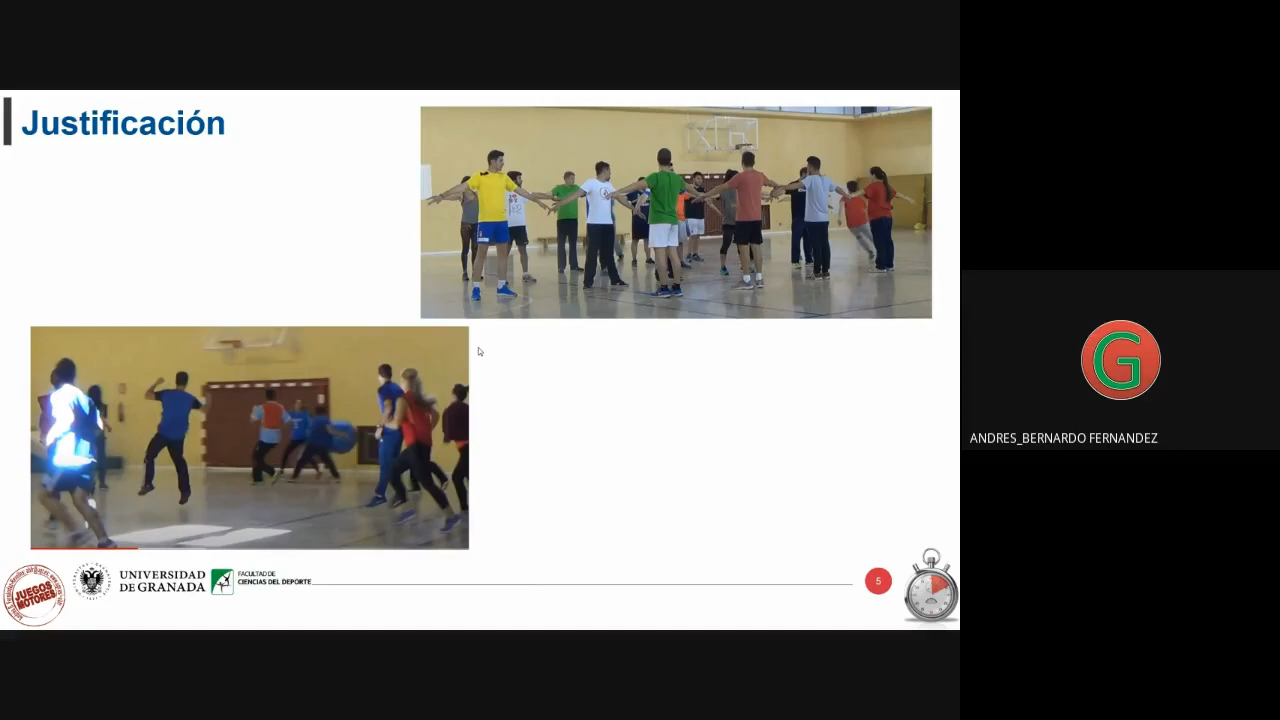 Justificación
JUEGOS
MOTORES
UNIVERSIDAD
DE GRANADA
FACULTAD DE
CIENCIAS DEL DEPORTE
5
G
ANDRES_BERNARDO FERNANDEZ